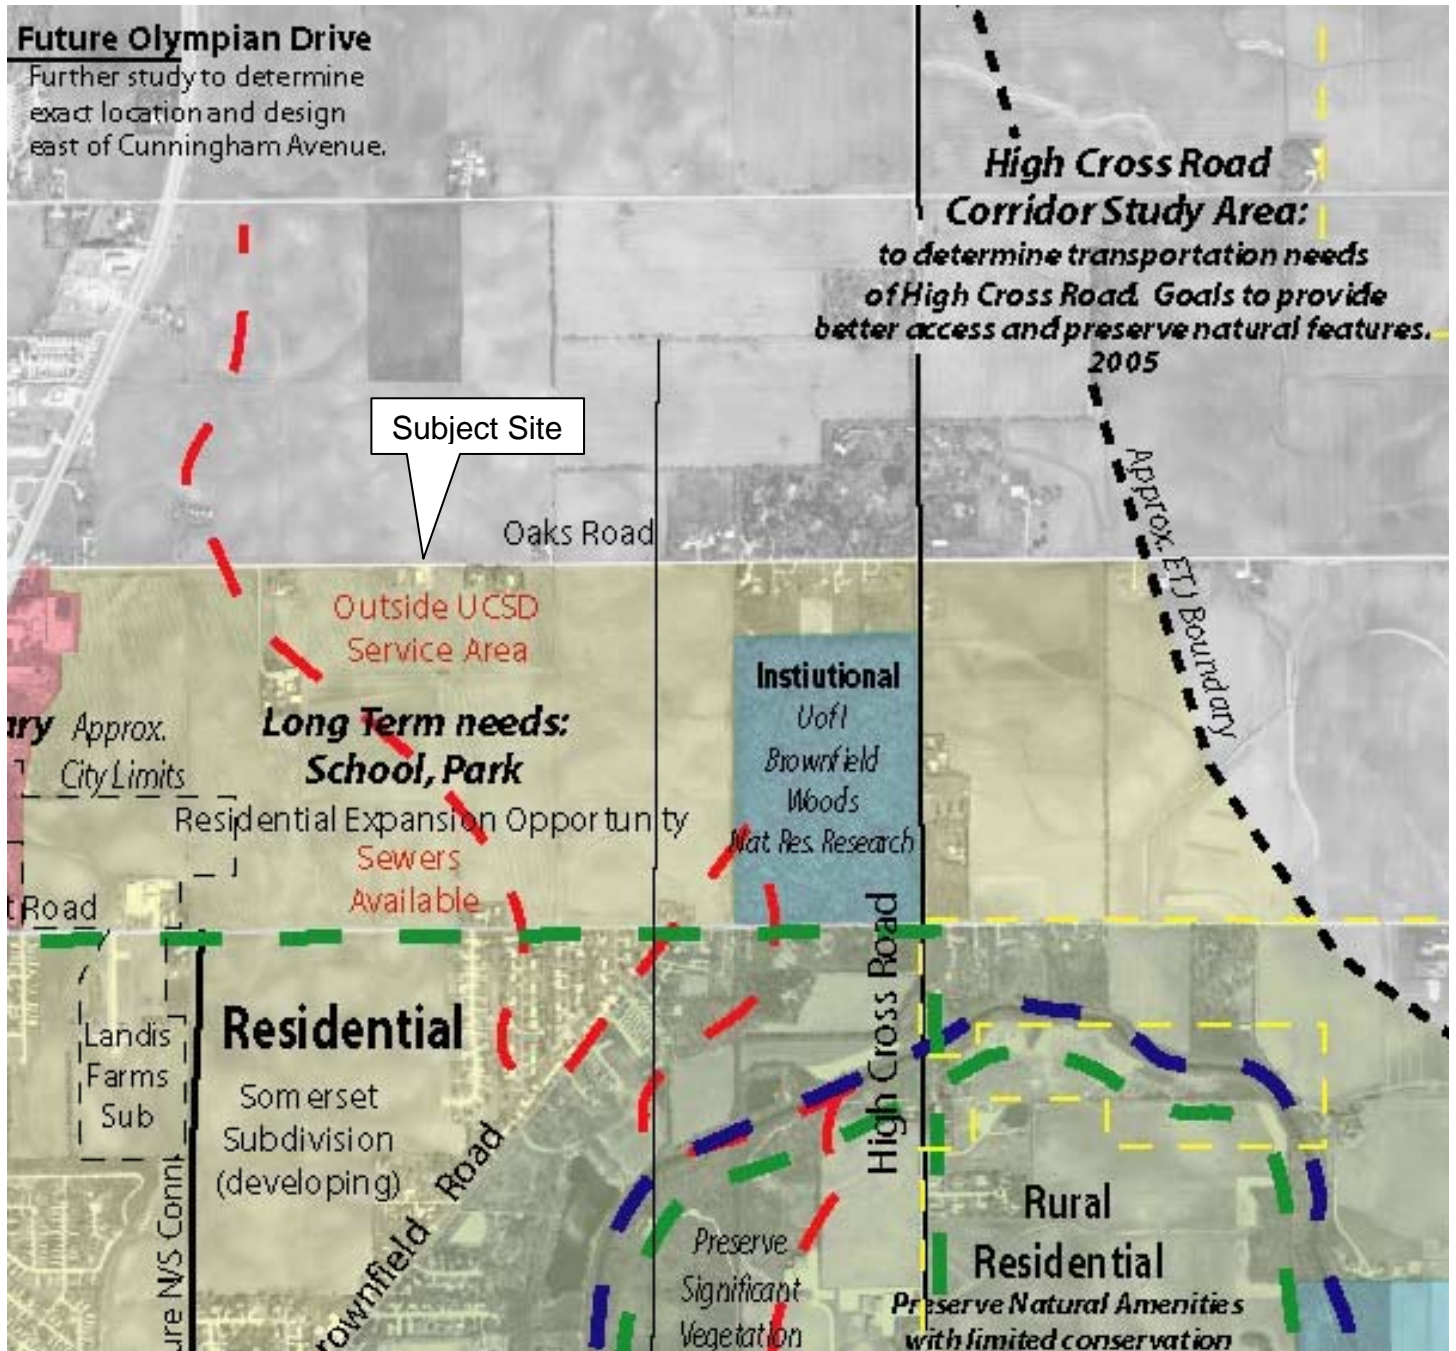 Future Olympian Drive
Further study to determine
exact location and design
east of Cunningham Avenue.
High Cross Road
Corridor Study Area:
to determine transportation needs
of High Cross Road. Goals to provide
better access and preserve natural features.
2005
Subject Site
Oaks Road
Approx. ETJ Boundary
Outside UCSD
Service Area
Instiutional
UofI
Brownfield
Woods
Nat Res. Research
ary
Approx.
City Limits
Long Term needs:
School, Park
Residential Expansion Opportunity
Sewers
Available
t Road
High Cross Road
Residential
Somerset
Subdivision
(developing)
Landis
Farms
Sub
ure N/S Conn
rownfield Road
Preserve
Significant
Vegetation
Rural
Residential
Preserve Natural Amenities
with limited conservation